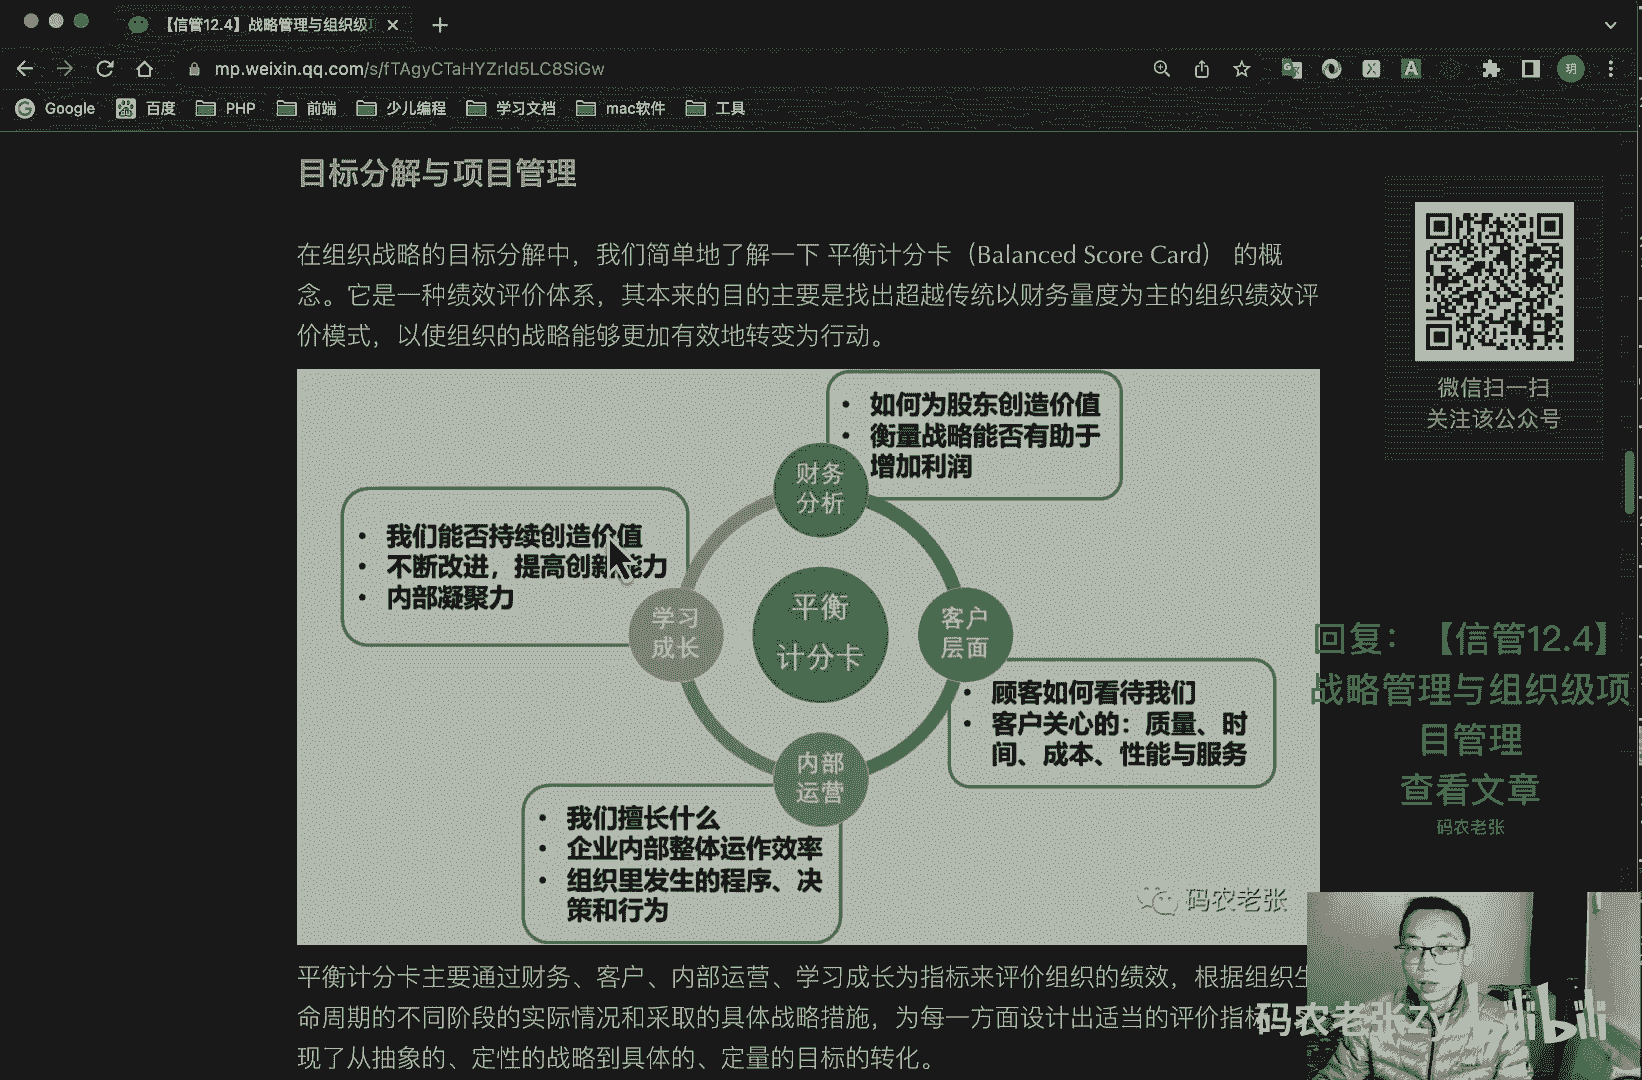 【信管12.4】战略管理与组织级项
mp.weixin.qq.com/s/fTAgyCTaHYZrId5LC8SiGw
玥
Google 百度 PHP 前端 少儿编程 学习文档 mac软件 工具
目标分解与项目管理
在组织战略的目标分解中，我们简单地了解一下 平衡计分卡（Balanced Score Card） 的概
念。它是一种绩效评价体系，其本来的目的主要是找出超越传统以财务量度为主的组织绩效评
价模式，以使组织的战略能够更加有效地转变为行动。
微信扫一扫
关注该公众号
• 如何为股东创造价值
• 衡量战略能否有助于
增加利润
财务
分析
• 我们能否持续创造价值
• 不断改进，提高创新能力
• 内部凝聚力
学习
成长
平衡
计分卡
客户
层面
• 顾客如何看待我们
• 客户关心的：质量、时
间、成本、性能与服务
内部
运营
• 我们擅长什么
• 企业内部整体运作效率
• 组织里发生的程序、决
策和行为
码农老张
回复：【信管12.4】
战略管理与组织级项
目管理
查看文章
码农老张
平衡计分卡主要通过财务、客户、内部运营、学习成长为指标来评价组织的绩效，根据组织生
命周期的不同阶段的实际情况和采取的具体战略措施，为每一方面设计出适当的评价指标
现了从抽象的、定性的战略到具体的、定量的目标的转化。
码农老张Zy bilibili